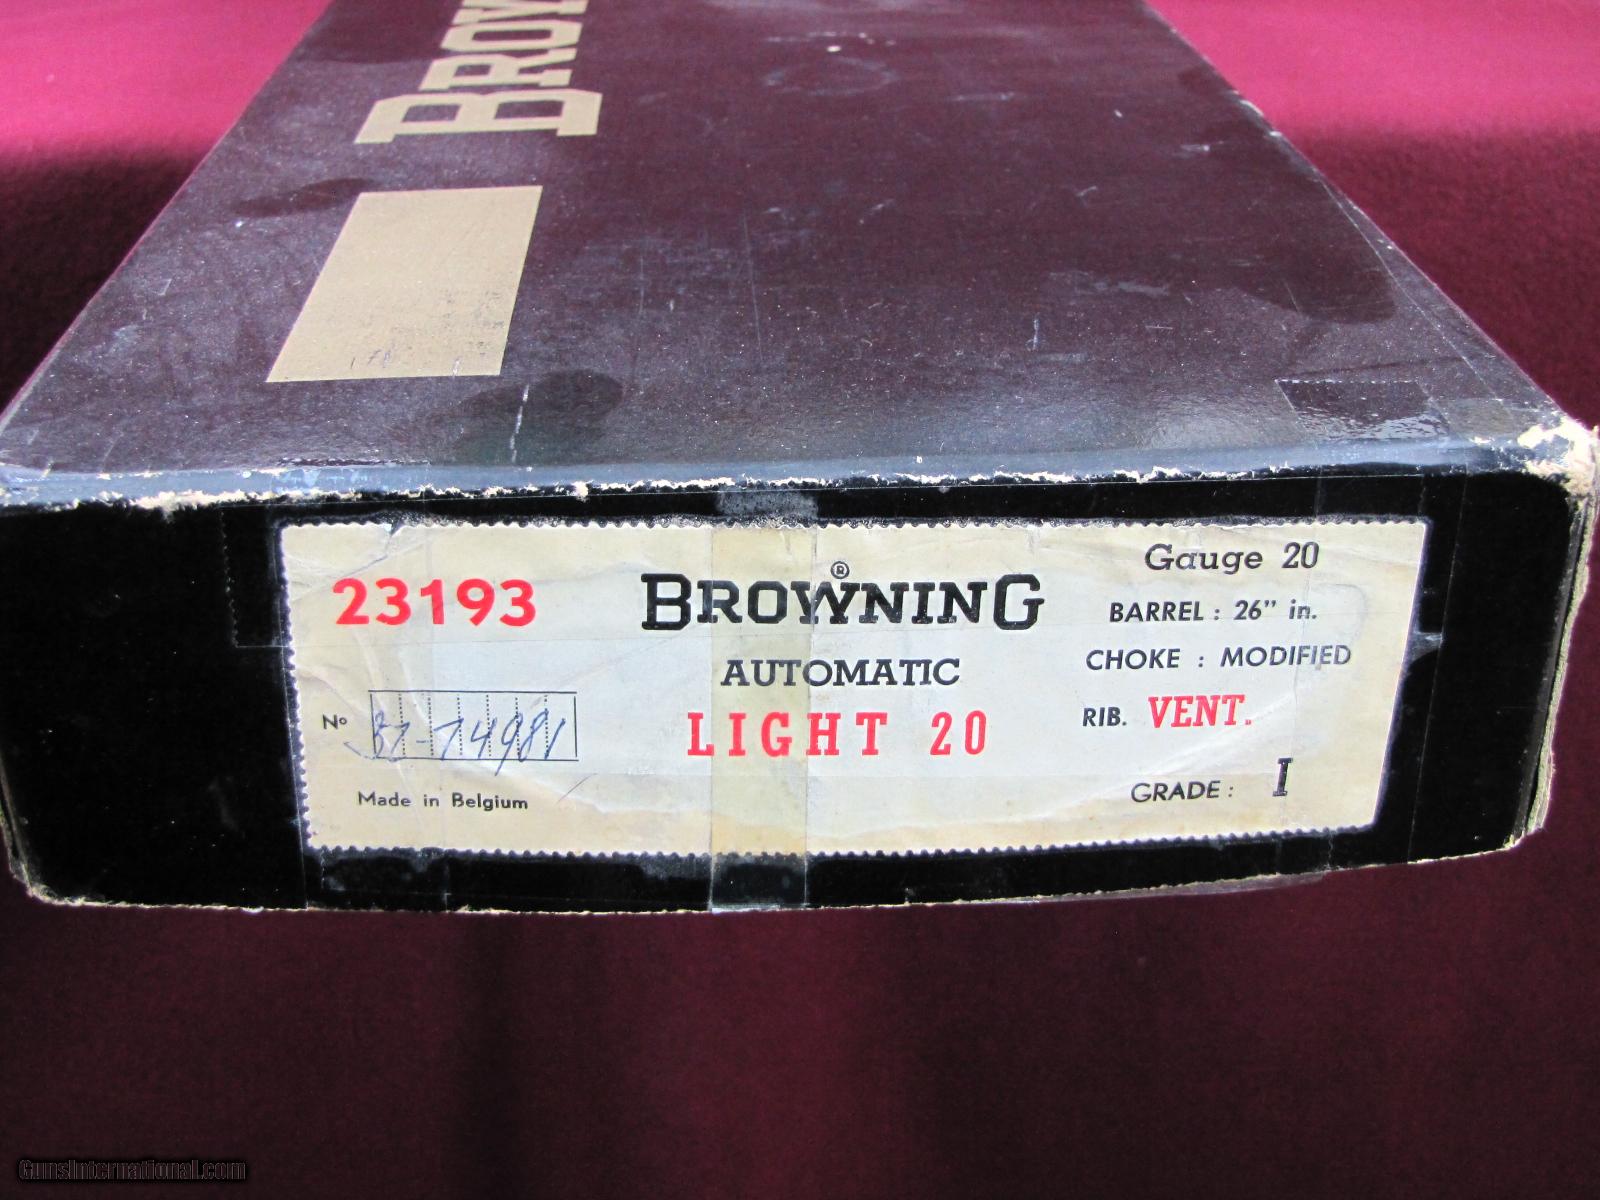 BROW
23193
BROWNING
®
AUTOMATIC
LIGHT 20
Nº
Made in Belgium
Gauge 20
BARREL : 26” in.
CHOKE : MODIFIED
RIB. VENT.
GRADE : I
GunsInternational.com